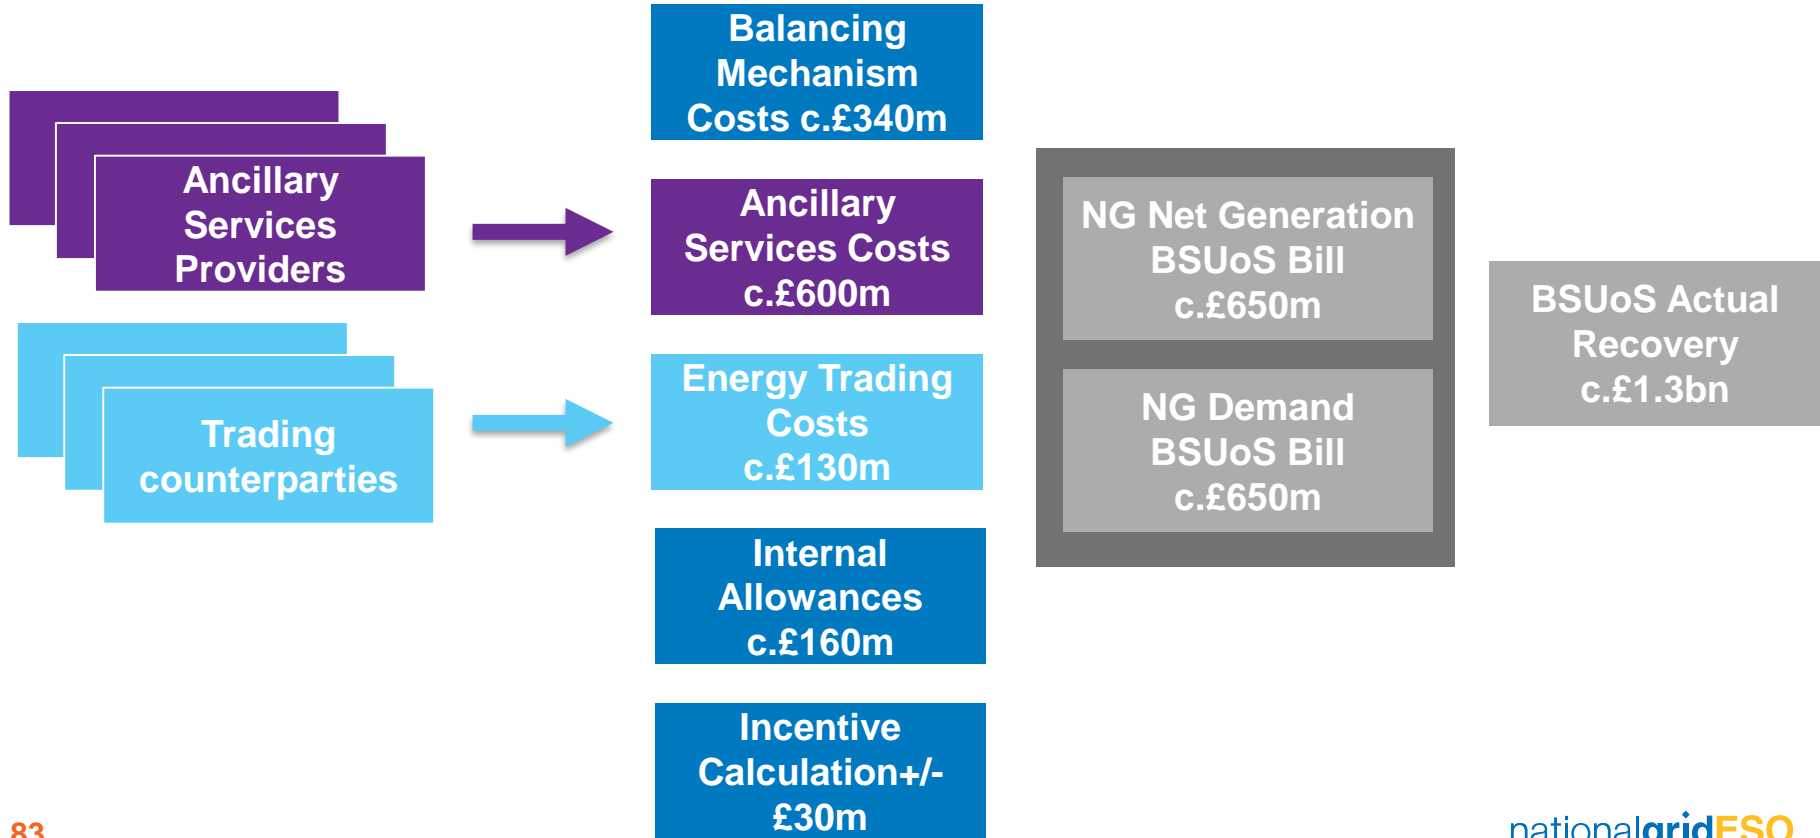 Balancing
Mechanism
Costs c.£340m
Ancillary
Services
Providers
Ancillary
Services Costs
c.£600m
NG Net Generation
BSUoS Bill
c.£650m
BSUoS Actual
Recovery
c.£1.3bn
Trading
counterparties
Energy Trading
Costs
c.£130m
NG Demand
BSUoS Bill
c.£650m
Internal
Allowances
c.£160m
Incentive
Calculation+/-
£30m
83
nationalgridESO